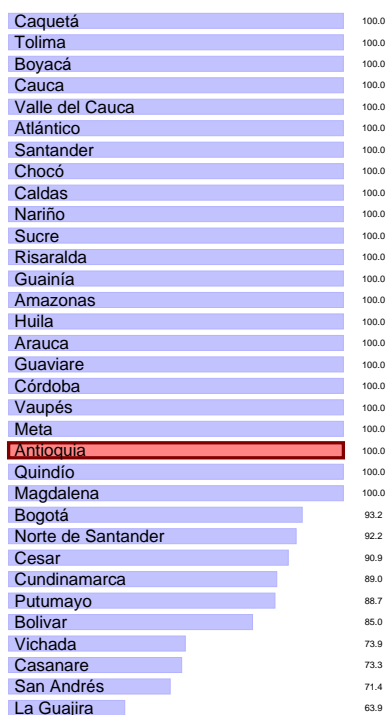 Caquetá 100.0
Tolima 100.0
Boyacá 100.0
Cauca 100.0
Valle del Cauca 100.0
Atlántico 100.0
Santander 100.0
Chocó 100.0
Caldas 100.0
Nariño 100.0
Sucre 100.0
Risaralda 100.0
Guainía 100.0
Amazonas 100.0
Huila 100.0
Arauca 100.0
Guaviare 100.0
Córdoba 100.0
Vaupés 100.0
Meta 100.0
Antioquia 100.0
Quindío 100.0
Magdalena 100.0
Bogotá 93.2
Norte de Santander 92.2
Cesar 90.9
Cundinamarca 89.0
Putumayo 88.7
Bolivar 85.0
Vichada 73.9
Casanare 73.3
San Andrés 71.4
La Guajira 63.9